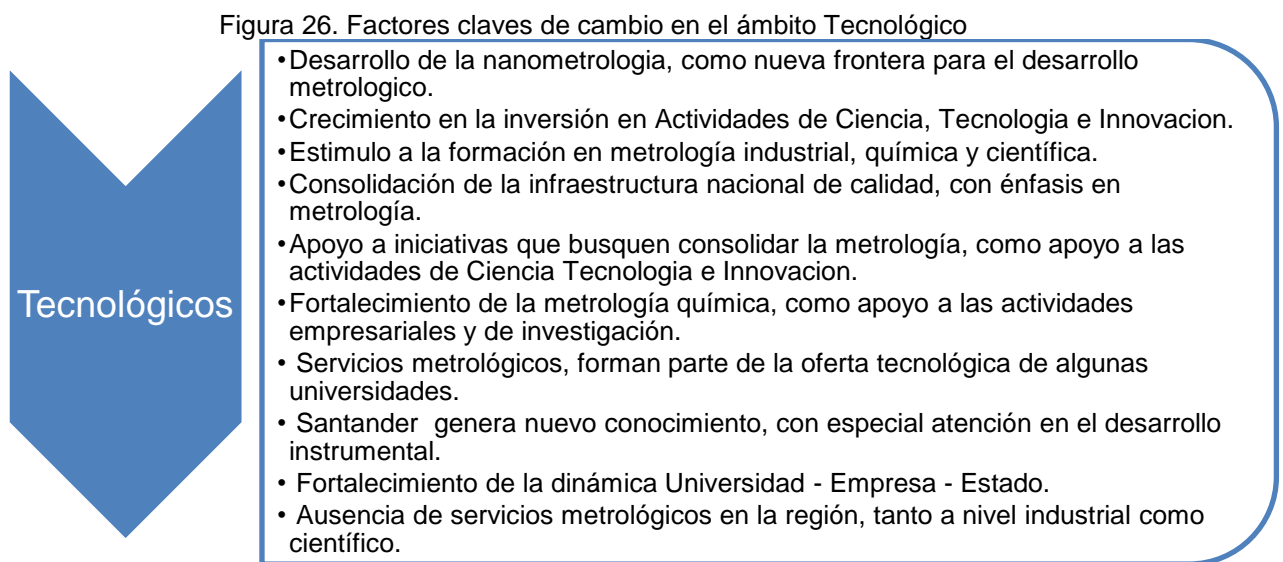 Figura 26. Factores claves de cambio en el ámbito Tecnológico
Tecnológicos
•Desarrollo de la nanometrologia, como nueva frontera para el desarrollo
metrologico.
•Crecimiento en la inversión en Actividades de Ciencia, Tecnologia e Innovacion.
•Estimulo a la formación en metrología industrial, química y científica.
•Consolidación de la infraestructura nacional de calidad, con énfasis en
metrología.
•Apoyo a iniciativas que busquen consolidar la metrología, como apoyo a las
actividades de Ciencia Tecnologia e Innovacion.
•Fortalecimiento de la metrología química, como apoyo a las actividades
empresariales y de investigación.
• Servicios metrológicos, forman parte de la oferta tecnológica de algunas
universidades.
• Santander  genera nuevo conocimiento, con especial atención en el desarrollo
instrumental.
• Fortalecimiento de la dinámica Universidad - Empresa - Estado.
• Ausencia de servicios metrológicos en la región, tanto a nivel industrial como
científico.